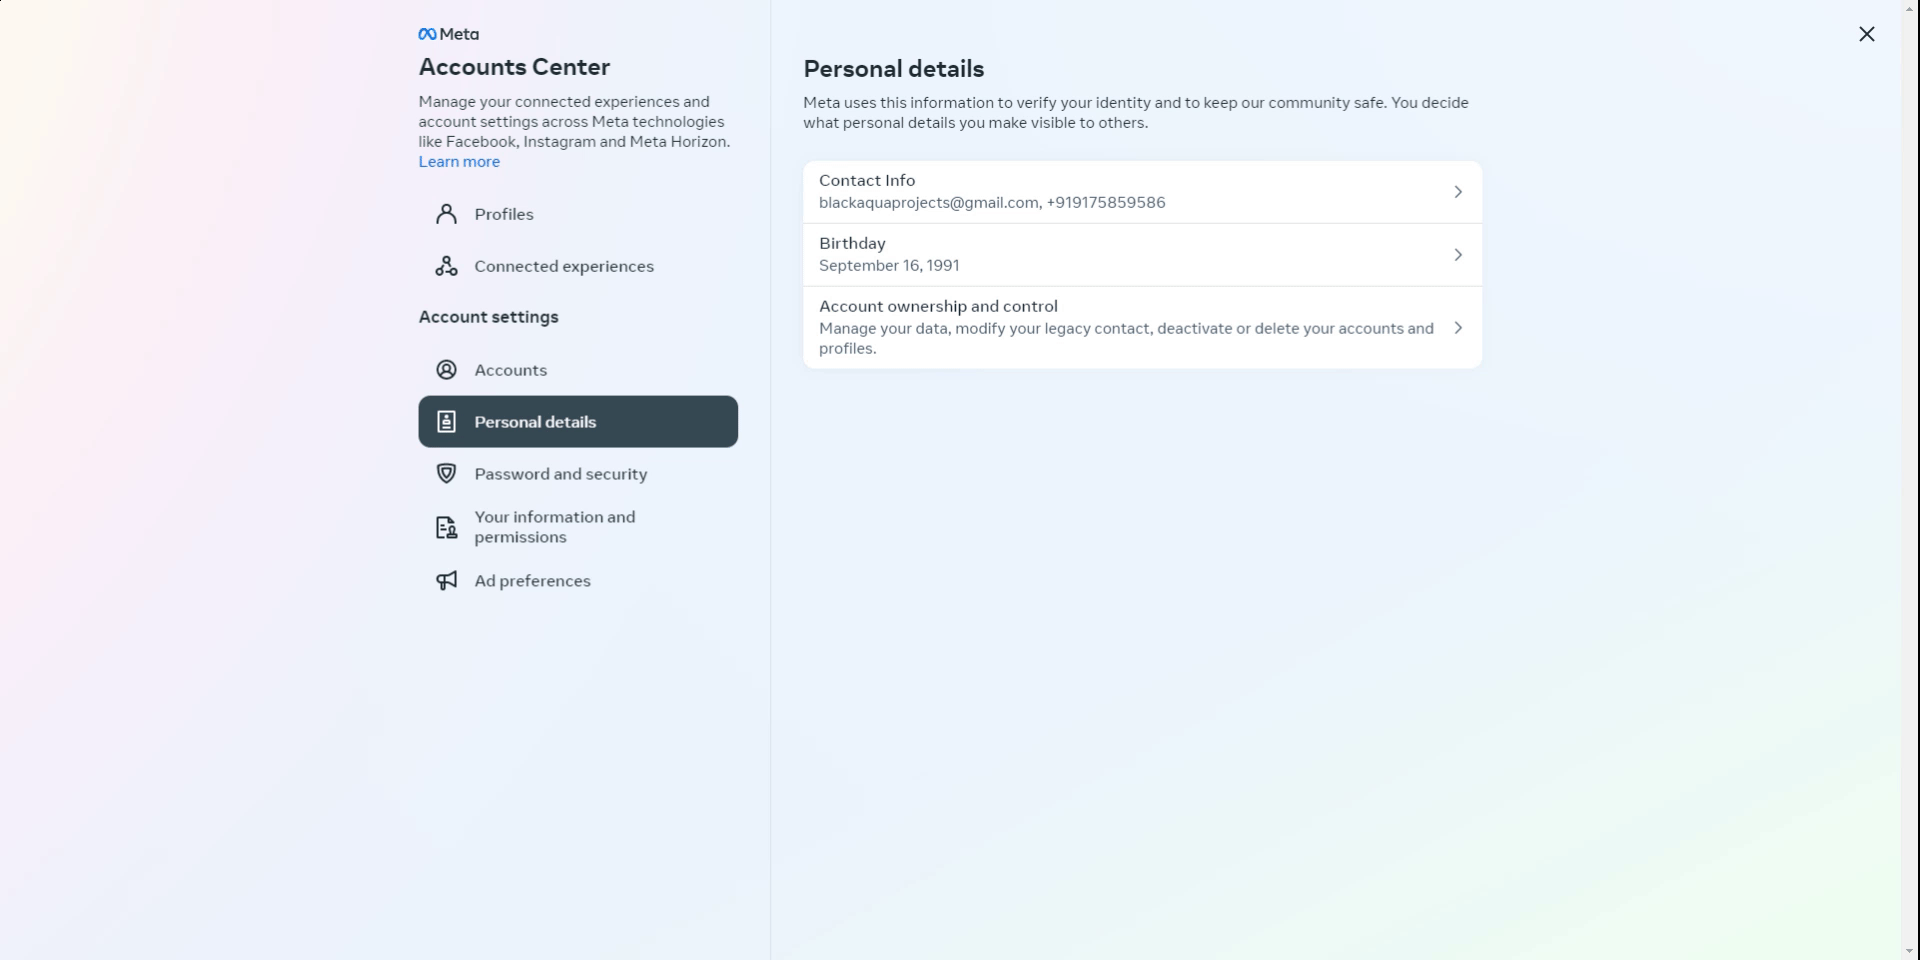 Meta
Accounts Center
Manage your connected experiences and
account settings across Meta technologies
like Facebook, Instagram and Meta Horizon.
Learn more
Profiles
Connected experiences
Account settings
Accounts
Personal details
Password and security
Your information and
permissions
Ad preferences
Personal details
Meta uses this information to verify your identity and to keep our community safe. You decide
what personal details you make visible to others.
Contact Info
blackaquaprojects@gmail.com, +919175859586
Birthday
September 16, 1991
Account ownership and control
Manage your data, modify your legacy contact, deactivate or delete your accounts and
profiles.